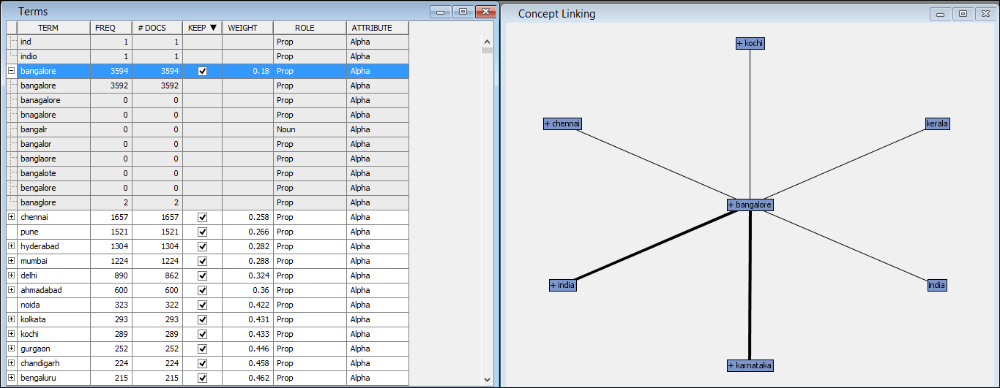 Terms
TERM FREQ # DOCS KEEP ▼ WEIGHT ROLE ATTRIBUTE
ind 1 1 Prop Alpha
indio 1 1 Prop Alpha
bangalore 3594 3594 0.18 Prop Alpha
bangalore 3592 3592 Prop Alpha
banagalore 0 0 Prop Alpha
bnagalore 0 0 Prop Alpha
bangalr 0 0 Noun Alpha
bangalor 0 0 Prop Alpha
banglaore 0 0 Prop Alpha
bangalote 0 0 Prop Alpha
bengalore 0 0 Prop Alpha
banaglore 2 2 Prop Alpha
chennai 1657 1657 0.258 Prop Alpha
pune 1521 1521 0.266 Prop Alpha
hyderabad 1304 1304 0.282 Prop Alpha
mumbai 1224 1224 0.288 Prop Alpha
delhi 890 862 0.324 Prop Alpha
ahmadabad 600 600 0.36 Prop Alpha
noida 323 322 0.422 Prop Alpha
kolkata 293 293 0.431 Prop Alpha
kochi 289 289 0.433 Prop Alpha
gurgaon 252 252 0.446 Prop Alpha
chandigarh 224 224 0.458 Prop Alpha
bengaluru 215 215 0.462 Prop Alpha
Concept Linking
+ kochi
+ chennai
kerala
+ bangalore
+ india
india
+ karnataka